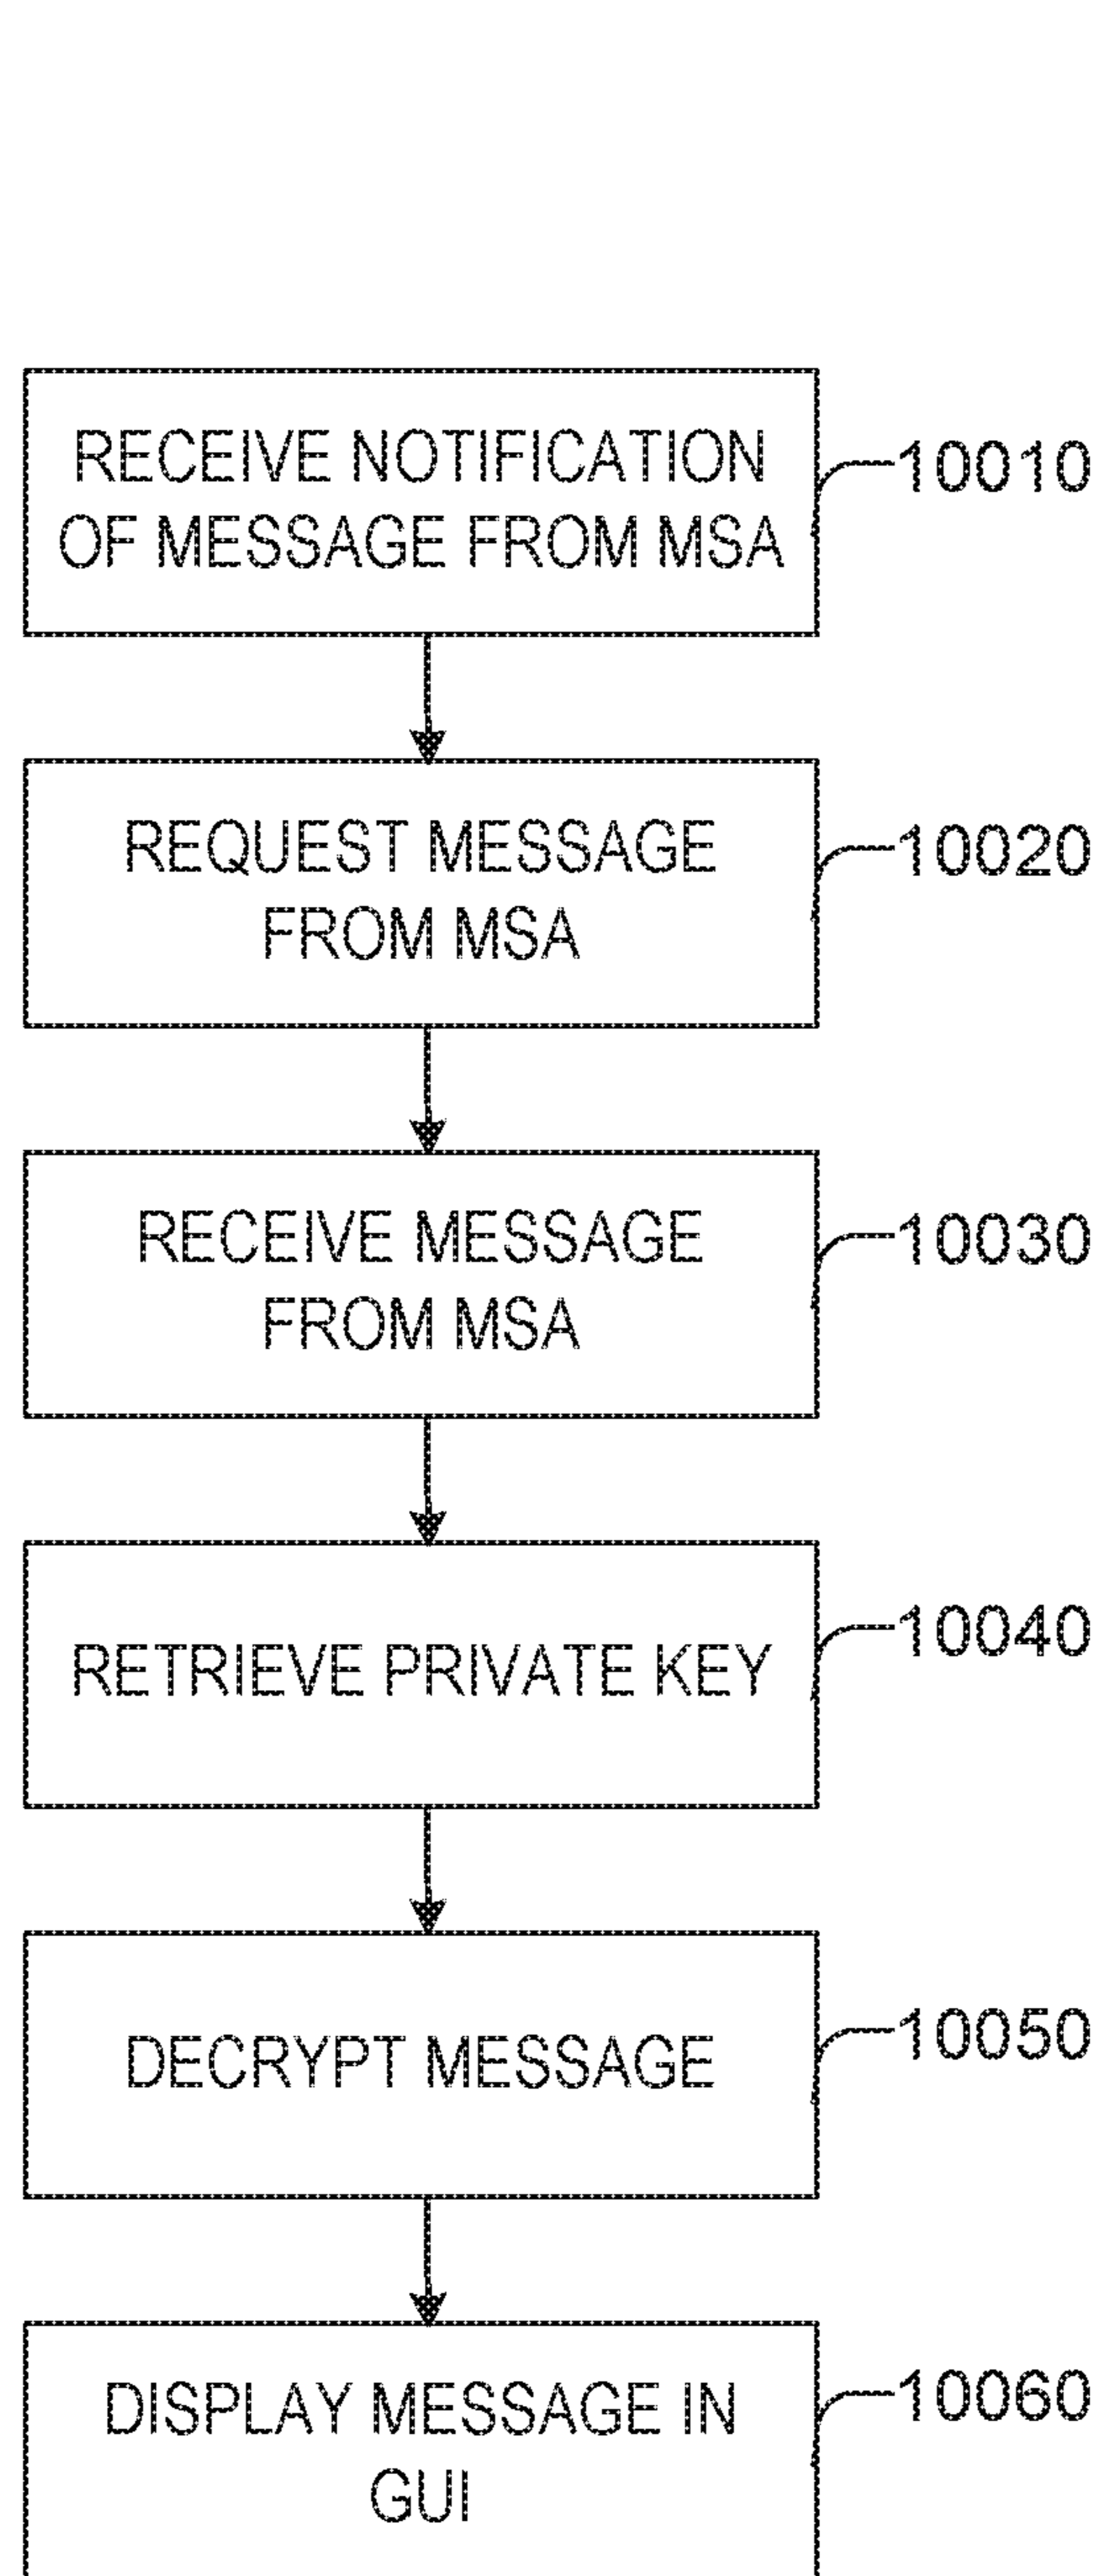 RECEIVE NOTIFICATION
OF MESSAGE FROM MSA
10010
REQUEST MESSAGE
FROM MSA
10020
RECEIVE MESSAGE
FROM MSA
10030
RETRIEVE PRIVATE KEY
10040
DECRYPT MESSAGE
10050
DISPLAY MESSAGE IN
GUI
10060